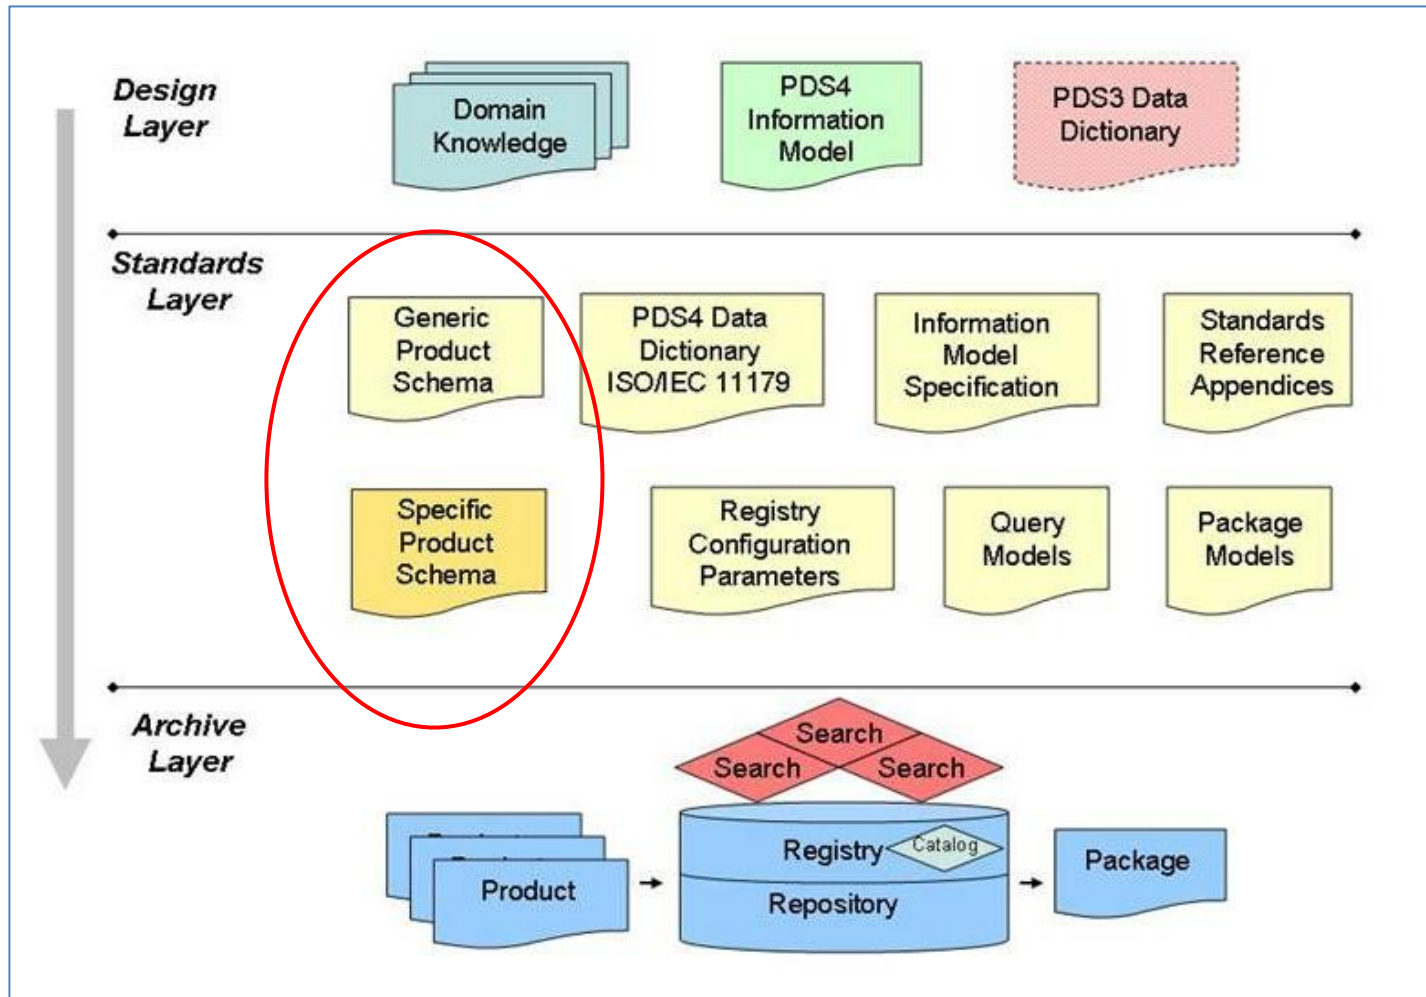 Design
Layer
Domain
Knowledge
PDS4
Information
Model
PDS3 Data
Dictionary
Standards
Layer
Generic
Product
Schema
PDS4 Data
Dictionary
ISO/IEC 11179
Information
Model
Specification
Standards
Reference
Appendices
Specific
Product
Schema
Registry
Configuration
Parameters
Query
Models
Package
Models
Archive
Layer
Search
Search
Search
Product
Registry
Catalog
Repository
Package